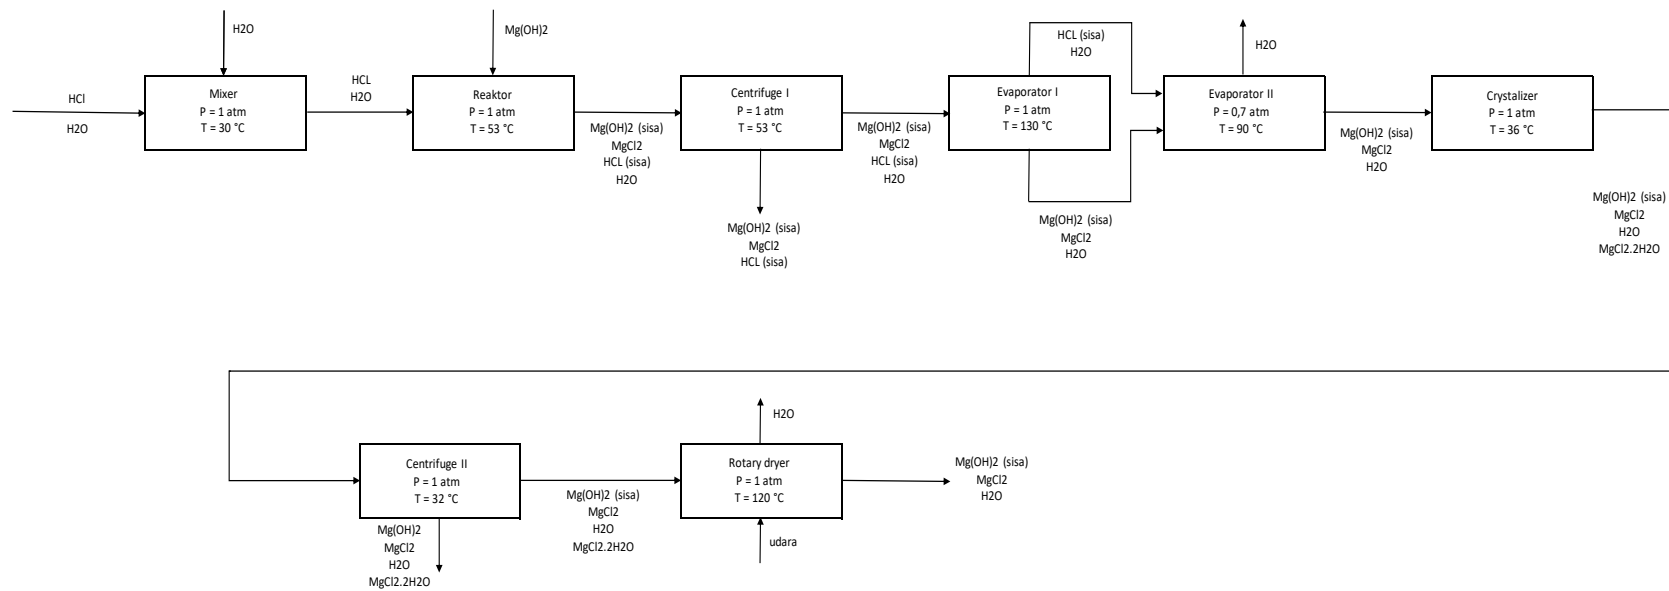 H2O
HCl
H2O
Mixer
P = 1 atm
T = 30 °C
HCL
H2O
Mg(OH)2
Reaktor
P = 1 atm
T = 53 °C
Mg(OH)2 (sisa)
MgCl2
HCL (sisa)
H2O
Centrifuge I
P = 1 atm
T = 53 °C
Mg(OH)2 (sisa)
MgCl2
HCL (sisa)
Mg(OH)2 (sisa)
MgCl2
HCL (sisa)
H2O
Evaporator I
P = 1 atm
T = 130 °C
HCL (sisa)
H2O
Mg(OH)2 (sisa)
MgCl2
H2O
H2O
Evaporator II
P = 0,7 atm
T = 90 °C
Mg(OH)2 (sisa)
MgCl2
H2O
Crystalizer
P = 1 atm
T = 36 °C
Mg(OH)2 (sisa)
MgCl2
H2O
MgCl2.2H2O
Centrifuge II
P = 1 atm
T = 32 °C
Mg(OH)2
MgCl2
H2O
MgCl2.2H2O
Mg(OH)2 (sisa)
MgCl2
H2O
MgCl2.2H2O
H2O
Rotary dryer
P = 1 atm
T = 120 °C
udara
Mg(OH)2 (sisa)
MgCl2
H2O